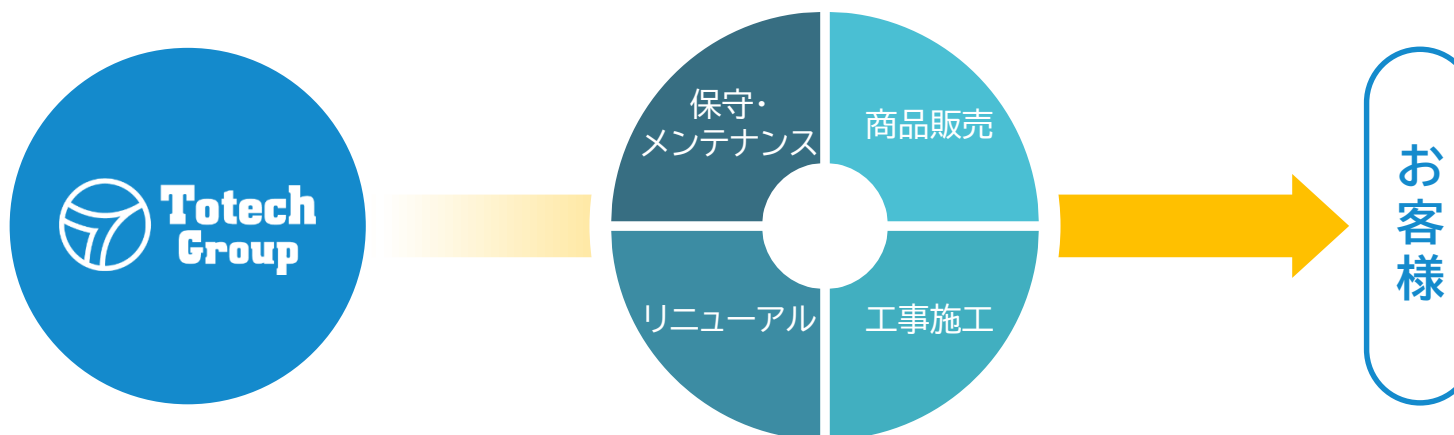 Totech
Group
保守・
メンテナンス
商品販売
リニューアル
工事施工
お客様